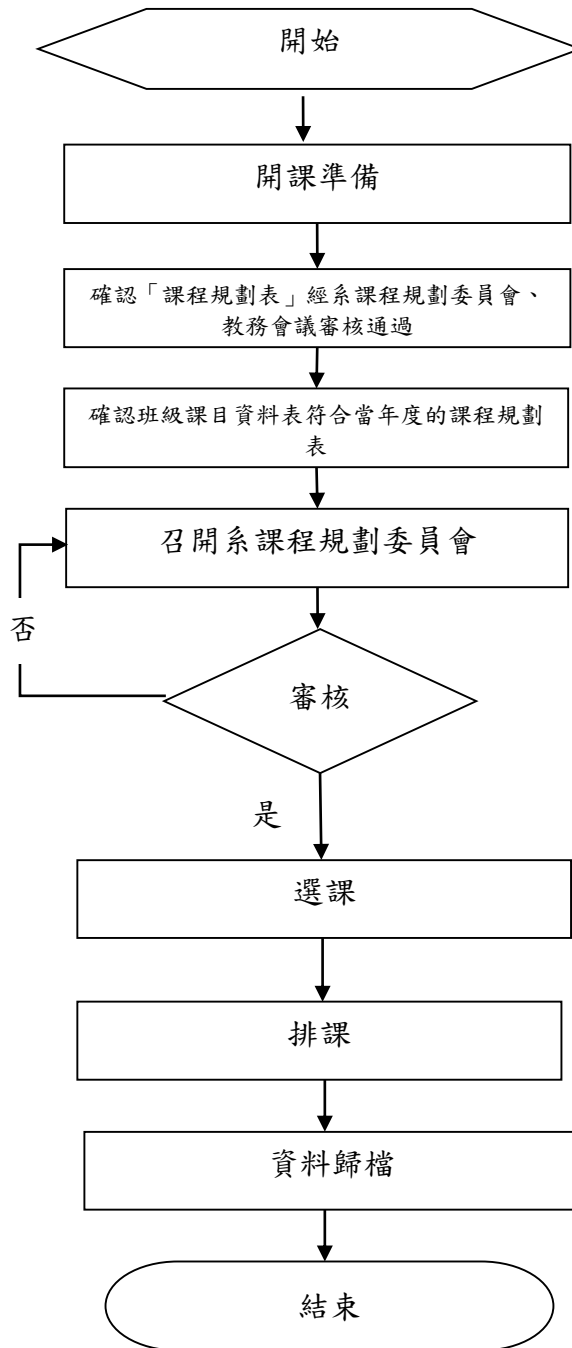 開始
開課準備
確認「課程規劃表」經系課程規劃委員會、
教務會議審核通過
確認班級課目資料表符合當年度的課程規劃
表
召開系課程規劃委員會
否
審核
是
選課
排課
資料歸檔
結束